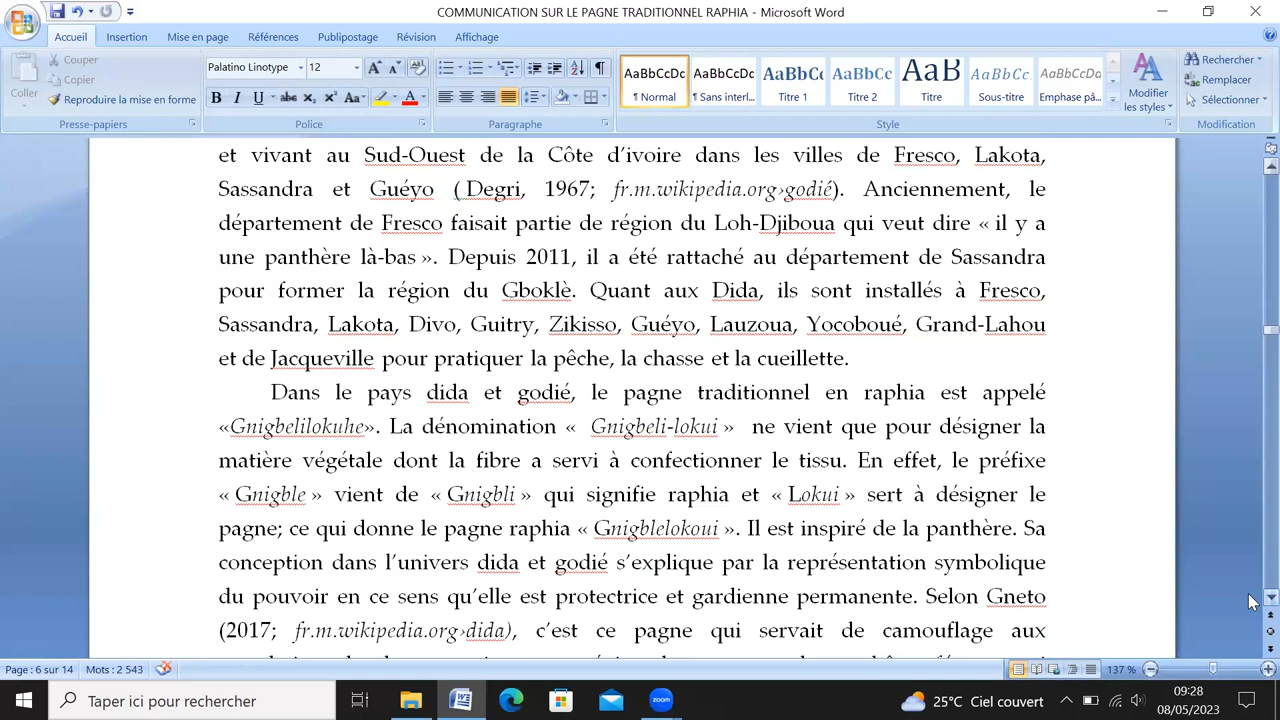 COMMUNICATION SUR LE PAGNE TRADITIONNEL RAPHIA - Microsoft Word
Accueil Insertion Mise en page Références Publipostage Révision Affichage
Coller
Couper
Copier
Reproduire la mise en forme
Presse-papiers
Palatino Linotype 12
Police
Paragraphe
AaBbCcDc AaBbCcDc AaBbCc AaBbCc AaB AaBbCc. AaBbCcDc
¶ Normal ¶ Sans interl... Titre 1 Titre 2 Titre Sous-titre Emphase pâ...
Modifier les styles
Style
Rechercher
Remplacer
Sélectionner
Modification
et vivant au Sud-Ouest de la Côte d’ivoire dans les villes de Fresco, Lakota,
Sassandra et Guéyo ( Degri, 1967; fr.m.wikipedia.org›godié). Anciennement, le
département de Fresco faisait partie de région du Loh-Djiboua qui veut dire « il y a
une panthère là-bas ». Depuis 2011, il a été rattaché au département de Sassandra
pour former la région du Gboklè. Quant aux Dida, ils sont installés à Fresco,
Sassandra, Lakota, Divo, Guitry, Zikisso, Guéyo, Lauzoua, Yocoboué, Grand-Lahou
et de Jacqueville pour pratiquer la pêche, la chasse et la cueillette.
Dans le pays dida et godié, le pagne traditionnel en raphia est appelé
«Gnigbelilokuhe». La dénomination « Gnigbeli-lokui » ne vient que pour désigner la
matière végétale dont la fibre a servi à confectionner le tissu. En effet, le préfixe
« Gnigble » vient de « Gnigbli » qui signifie raphia et « Lokui » sert à désigner le
pagne; ce qui donne le pagne raphia « Gnigblelokoui ». Il est inspiré de la panthère. Sa
conception dans l’univers dida et godié s’explique par la représentation symbolique
du pouvoir en ce sens qu’elle est protectrice et gardienne permanente. Selon Gneto
(2017; fr.m.wikipedia.org›dida), c’est ce pagne qui servait de camouflage aux
Page : 6 sur 14 Mots : 2 543 137 %
Taper ici pour rechercher
zoom
25°C Ciel couvert
09:28
08/05/2023